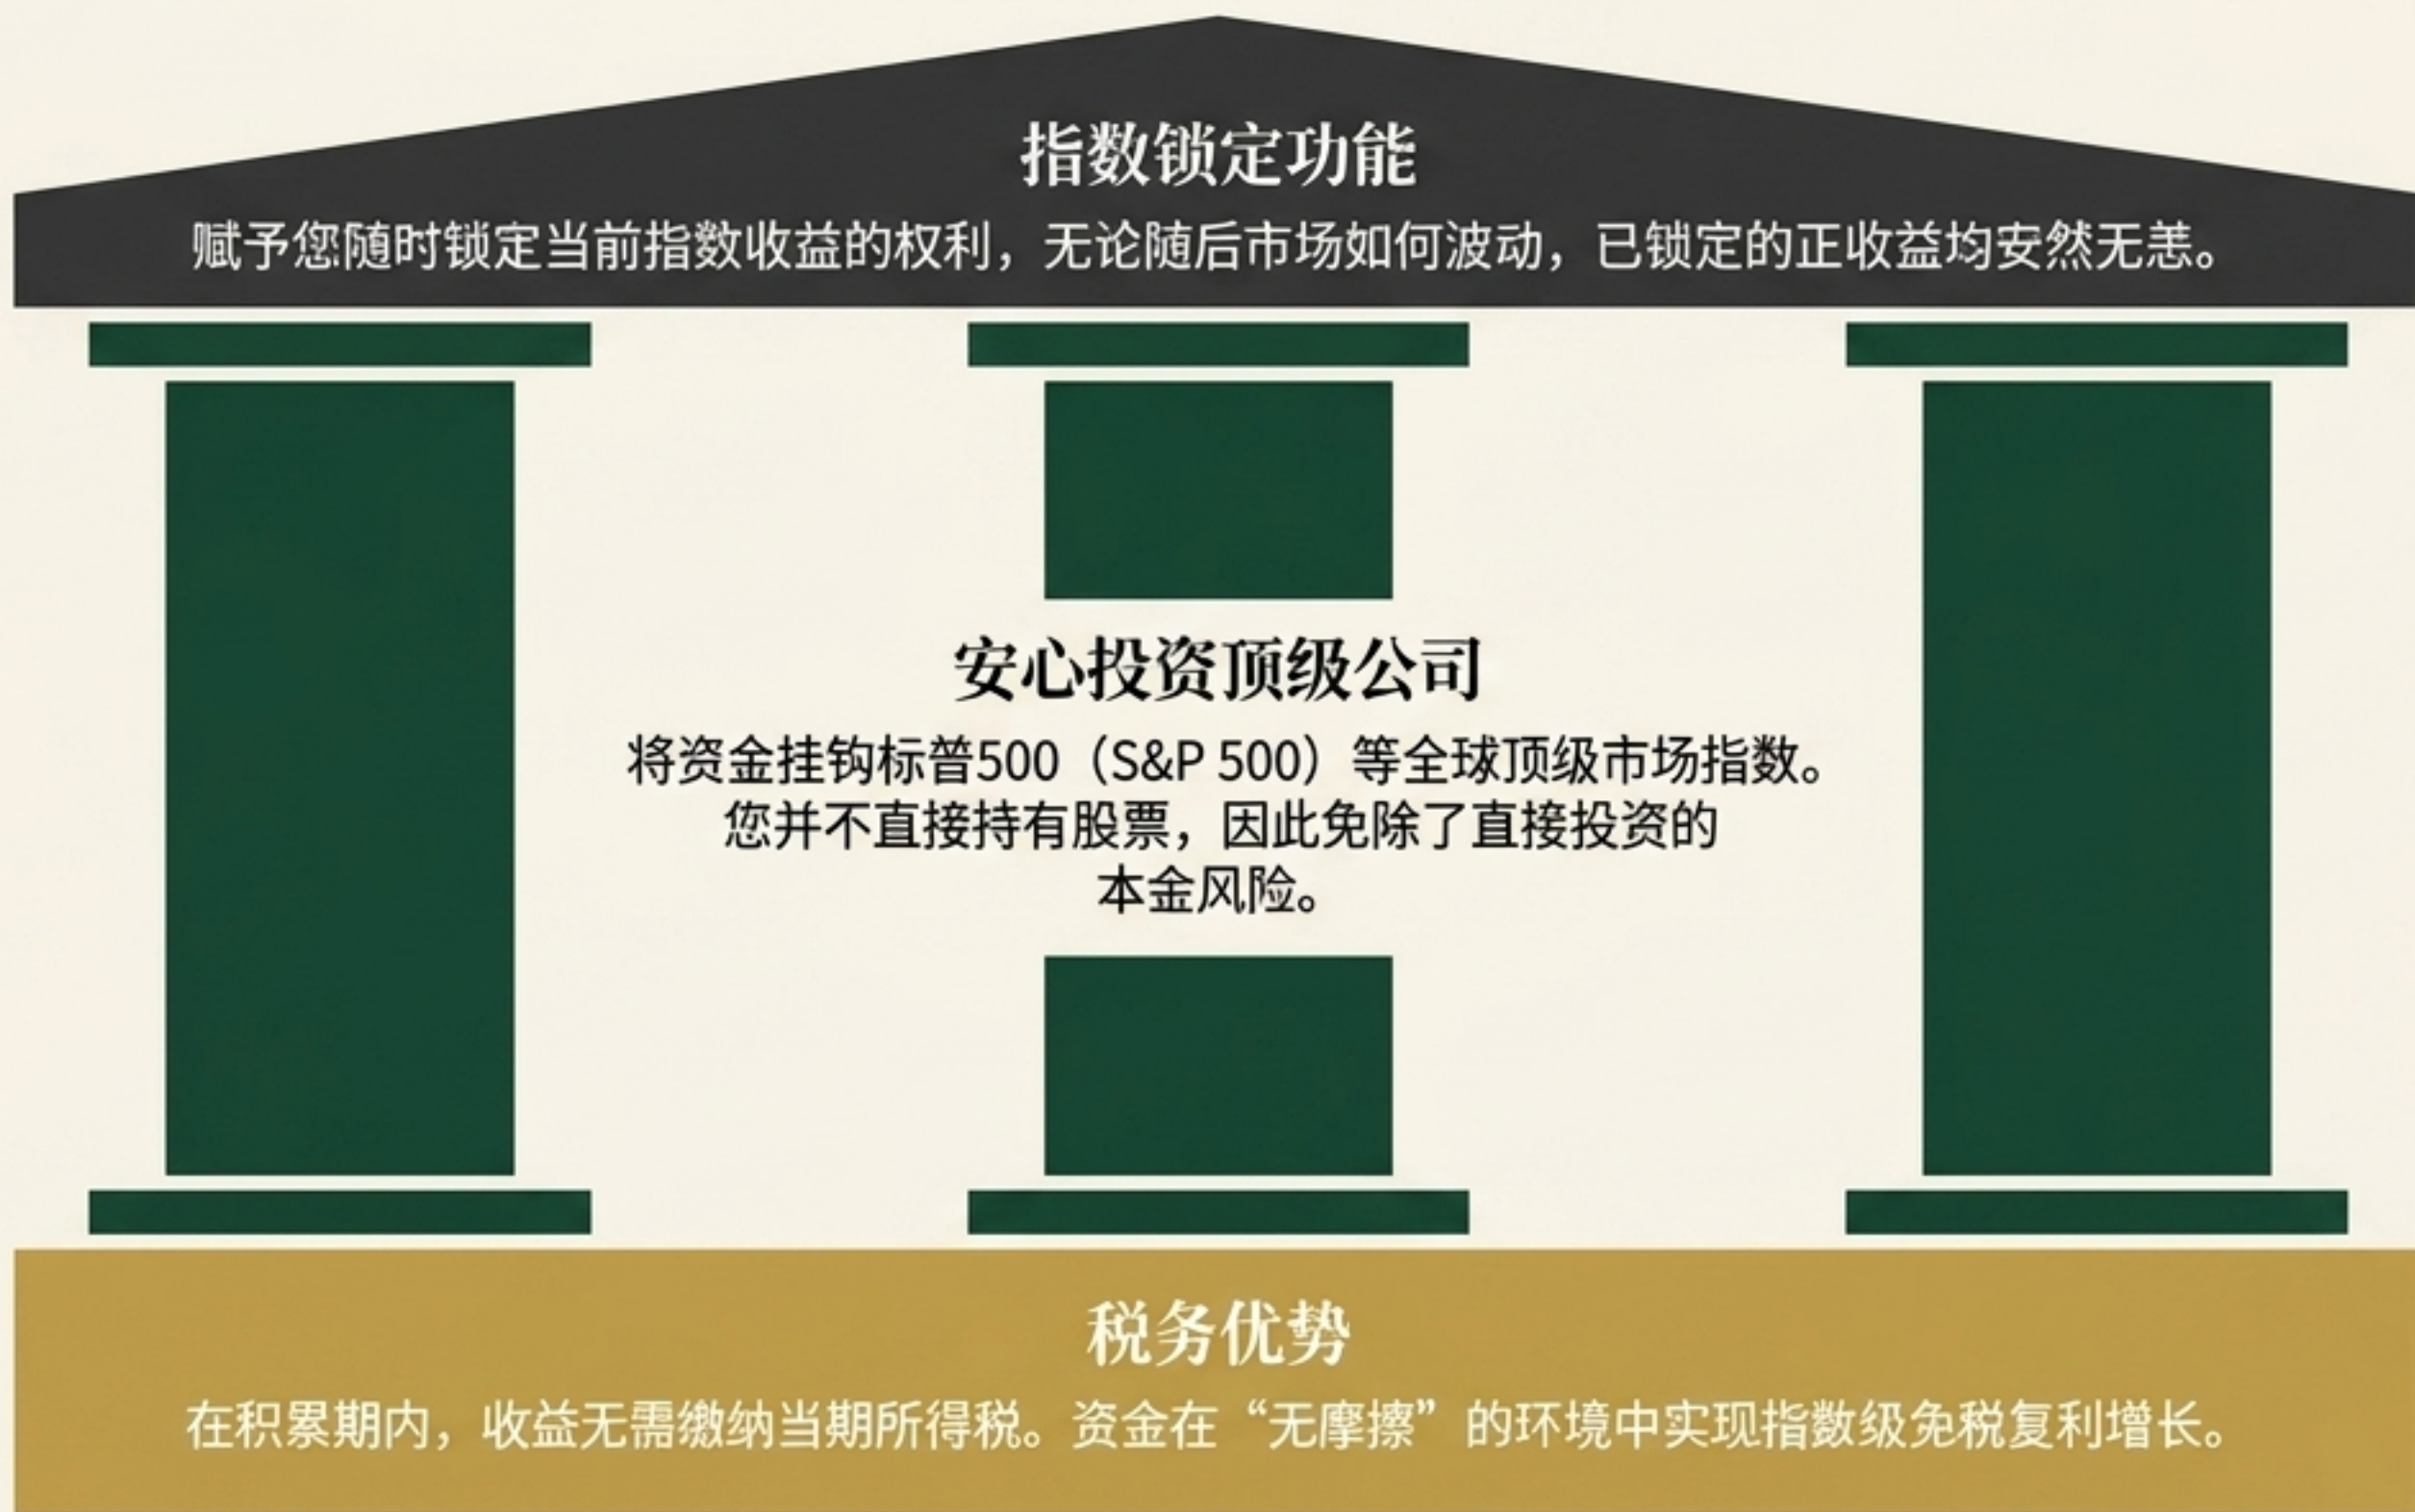 指数锁定功能
赋予您随时锁定当前指数收益的权利，无论随后市场如何波动，已锁定的正收益均安然无恙。
安心投资顶级公司
将资金挂钩标普500（S&P 500）等全球顶级市场指数。
您并不直接持有股票，因此免除了直接投资的
本金风险。
税务优势
在积累期内，收益无需缴纳当期所得税。资金在“无摩擦”的环境中实现指数级免税复利增长。